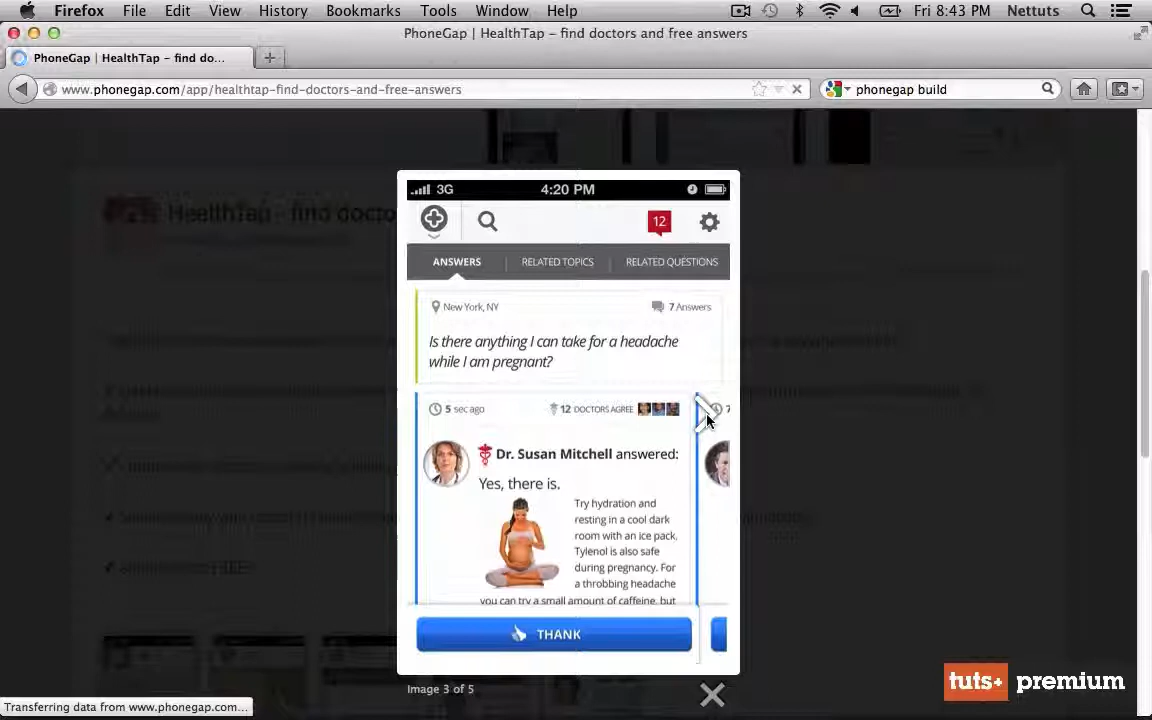 Firefox File Edit View History Bookmarks Tools Window Help Fri 8:43 PM Nettuts
PhoneGap | HealthTap – find doctors and free answers
PhoneGap | HealthTap – find do...
www.phonegap.com/app/healthtap-find-doctors-and-free-answers
phonegap build
HealthTap - find docto
3G 4:20 PM
12
ANSWERS RELATED TOPICS RELATED QUESTIONS
New York, NY 7 Answers
Is there anything I can take for a headache
while I am pregnant?
5 sec ago 12 DOCTORS AGREE 7
Dr. Susan Mitchell answered:
Yes, there is.
Try hydration and
resting in a cool dark
room with an ice pack.
Tylenol is also safe
during pregnancy. For
a throbbing headache
you can try a small amount of caffeine, but
THANK
Image 3 of 5
tuts+ premium
Transferring data from www.phonegap.com...